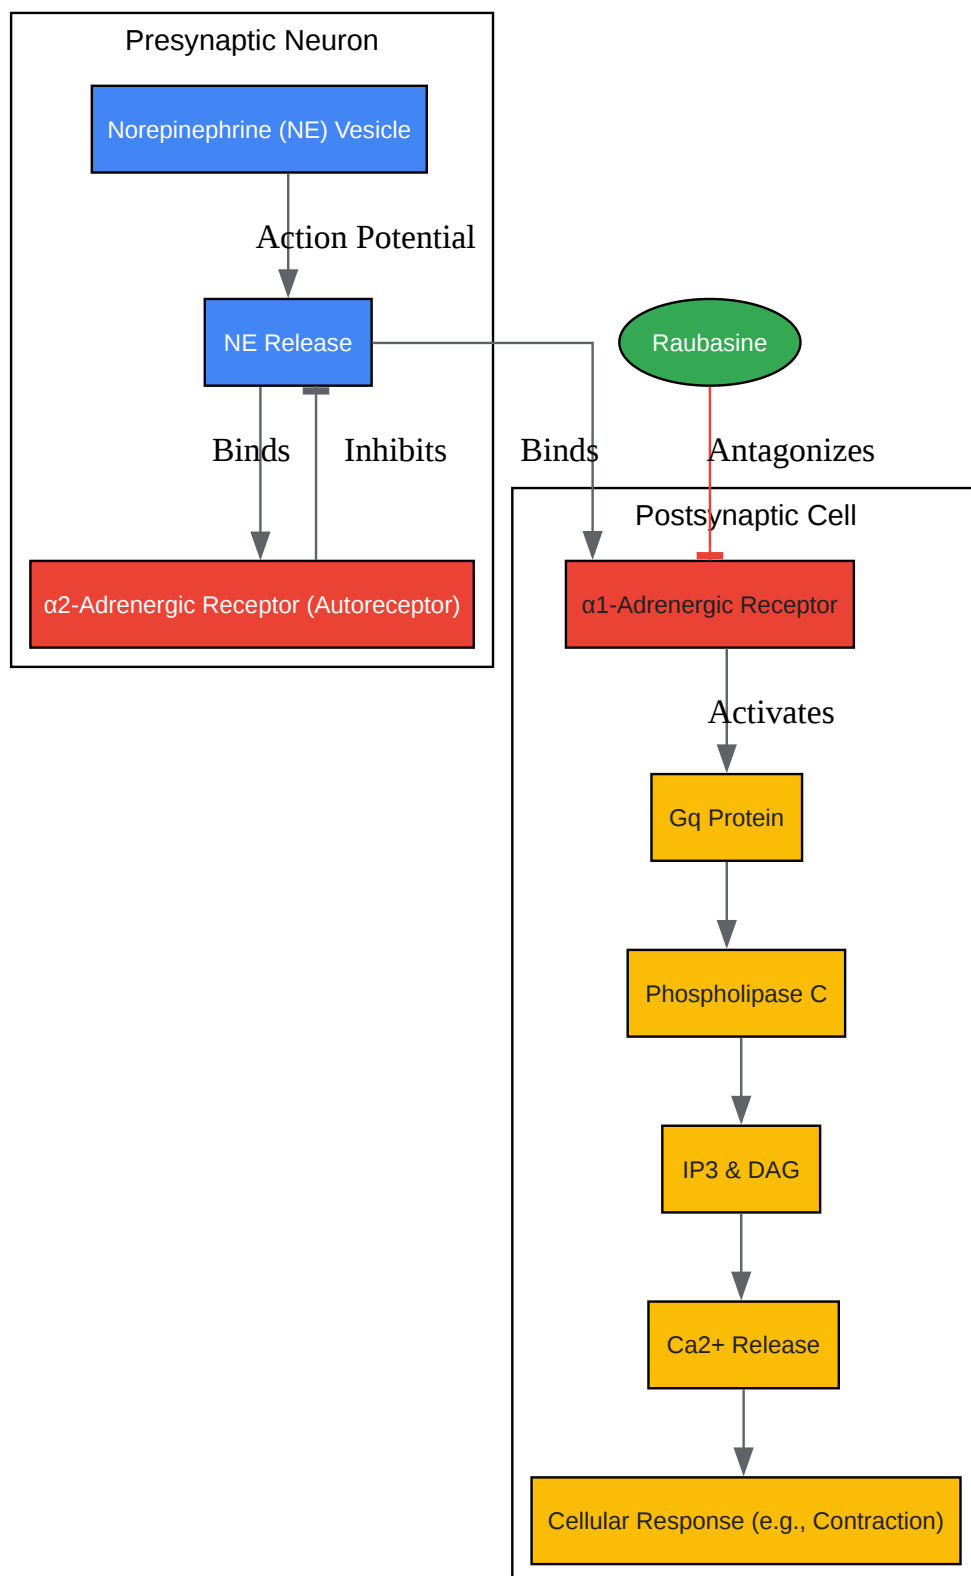 Presynaptic Neuron
Norepinephrine (NE) Vesicle
Action Potential
NE Release
Raubasine
Binds
Inhibits
Binds
Antagonizes
Postsynaptic Cell
α2-Adrenergic Receptor (Autoreceptor)
α1-Adrenergic Receptor
Activates
Gq Protein
Phospholipase C
IP3 & DAG
Ca2+ Release
Cellular Response (e.g., Contraction)